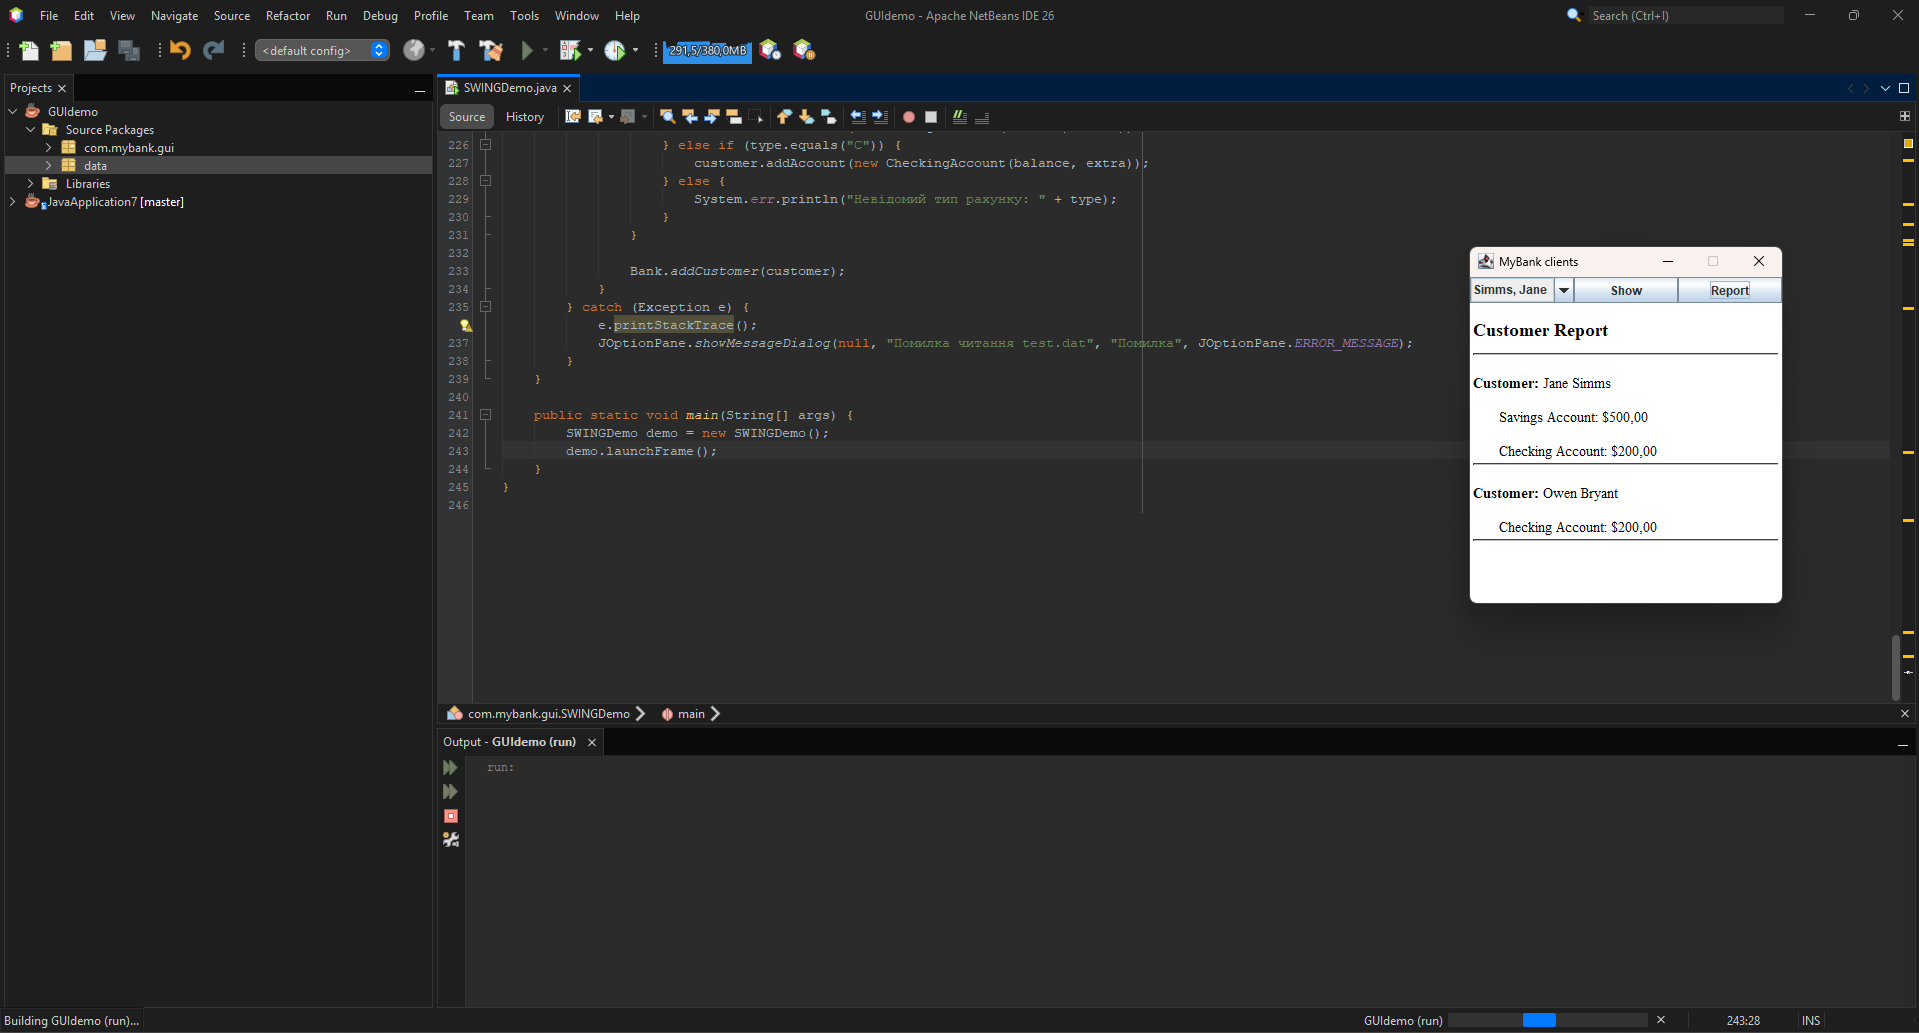 File Edit View Navigate Source Refactor Run Debug Profile Team Tools Window Help
GUIdemo - Apache NetBeans IDE 26
Search (Ctrl+I)
<default config>
291,5/380,0MB
Projects
GUIdemo
Source Packages
com.mybank.gui
data
Libraries
JavaApplication7 [master]
SWINGDemo.java
Source History
226 } else if (type.equals("C")) {
227 customer.addAccount(new CheckingAccount(balance, extra));
228 } else {
229 System.err.println("Невідомий тип рахунку: " + type);
230 }
231 }
232
233 Bank.addCustomer(customer);
234 }
235 } catch (Exception e) {
e.printStackTrace();
237 JOptionPane.showMessageDialog(null, "Помилка читання test.dat", "Помилка", JOptionPane.ERROR_MESSAGE);
238 }
239 }
240
241 public static void main(String[] args) {
242 SWINGDemo demo = new SWINGDemo();
243 demo.launchFrame();
244 }
245 }
246
MyBank clients
Simms, Jane Show Report
Customer Report
Customer: Jane Simms
Savings Account: $500,00
Checking Account: $200,00
Customer: Owen Bryant
Checking Account: $200,00
com.mybank.gui.SWINGDemo main
Output - GUIdemo (run)
run:
Building GUIdemo (run)...
GUIdemo (run)
243:28 INS